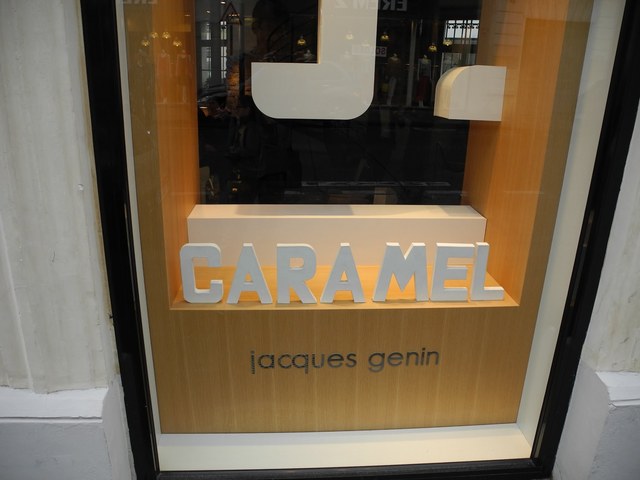 J.
CARAMEL
jacques genin